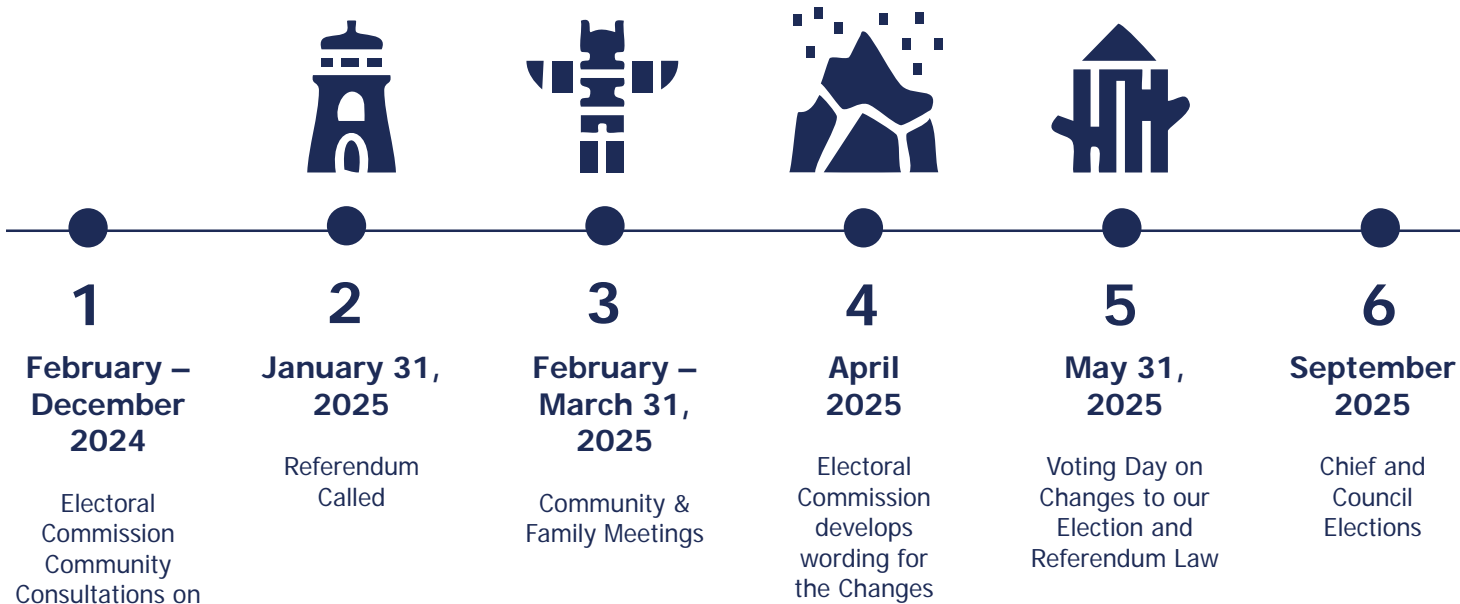 1
February –
December
2024
Electoral
Commission
Community
Consultations on
2
January 31,
2025
Referendum
Called
3
February –
March 31,
2025
Community &
Family Meetings
4
April
2025
Electoral
Commission
develops
wording for
the Changes
5
May 31,
2025
Voting Day on
Changes to our
Election and
Referendum Law
6
September
2025
Chief and
Council
Elections